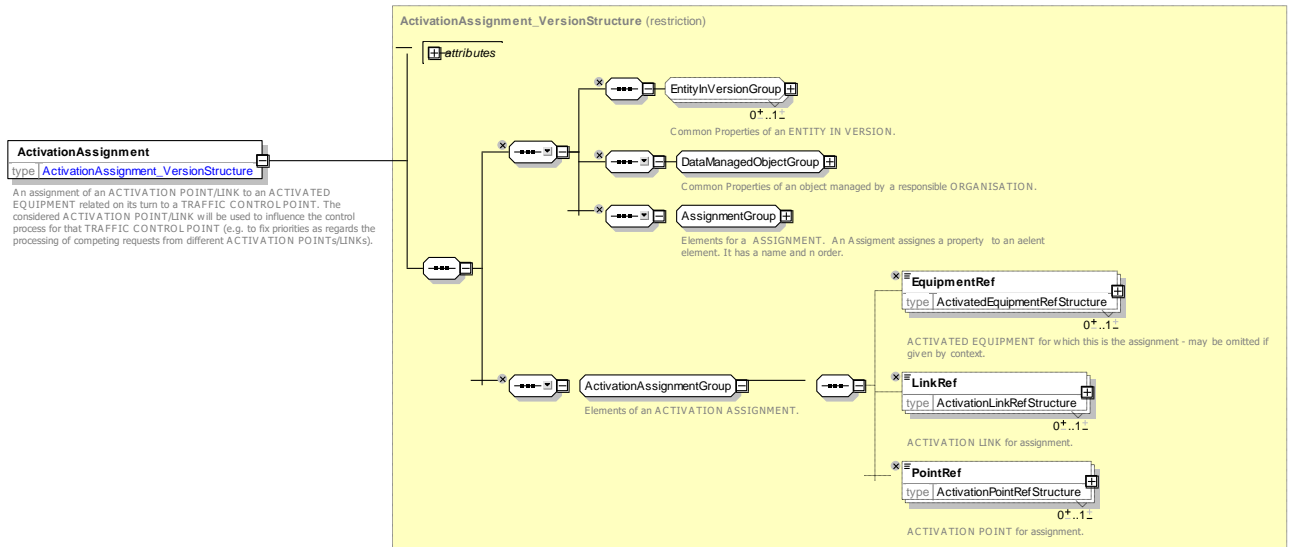 ActivationAssignment_VersionStructure (restriction)
attributes
EntityInVersionGroup
0..1
Common Properties of an ENTITY IN VERSION.
ActivationAssignment
type ActivationAssignment_VersionStructure
An assignment of an ACTIVATION POINT/LINK to an ACTIVATED
EQUIPMENT related on its turn to a TRAFFIC CONTROL POINT. The
considered ACTIVATION POINT/LINK will be used to influence the control
process for that TRAFFIC CONTROL POINT (e.g. to fix priorities as regards the
processing of competing requests from different ACTIVATION POINTs/LINKs).
DataManagedObjectGroup
Common Properties of an object managed by a responsible ORGANISATION.
AssignmentGroup
Elements for a ASSIGNMENT. An Assigment assignes a property to an aelent
element. It has a name and n order.
EquipmentRef
type ActivatedEquipmentRefStructure
0..1
ACTIVATED EQUIPMENT for which this is the assignment - may be omitted if
given by context.
ActivationAssignmentGroup
Elements of an ACTIVATION ASSIGNMENT.
LinkRef
type ActivationLinkRefStructure
0..1
ACTIVATION LINK for assignment.
PointRef
type ActivationPointRefStructure
0..1
ACTIVATION POINT for assignment.